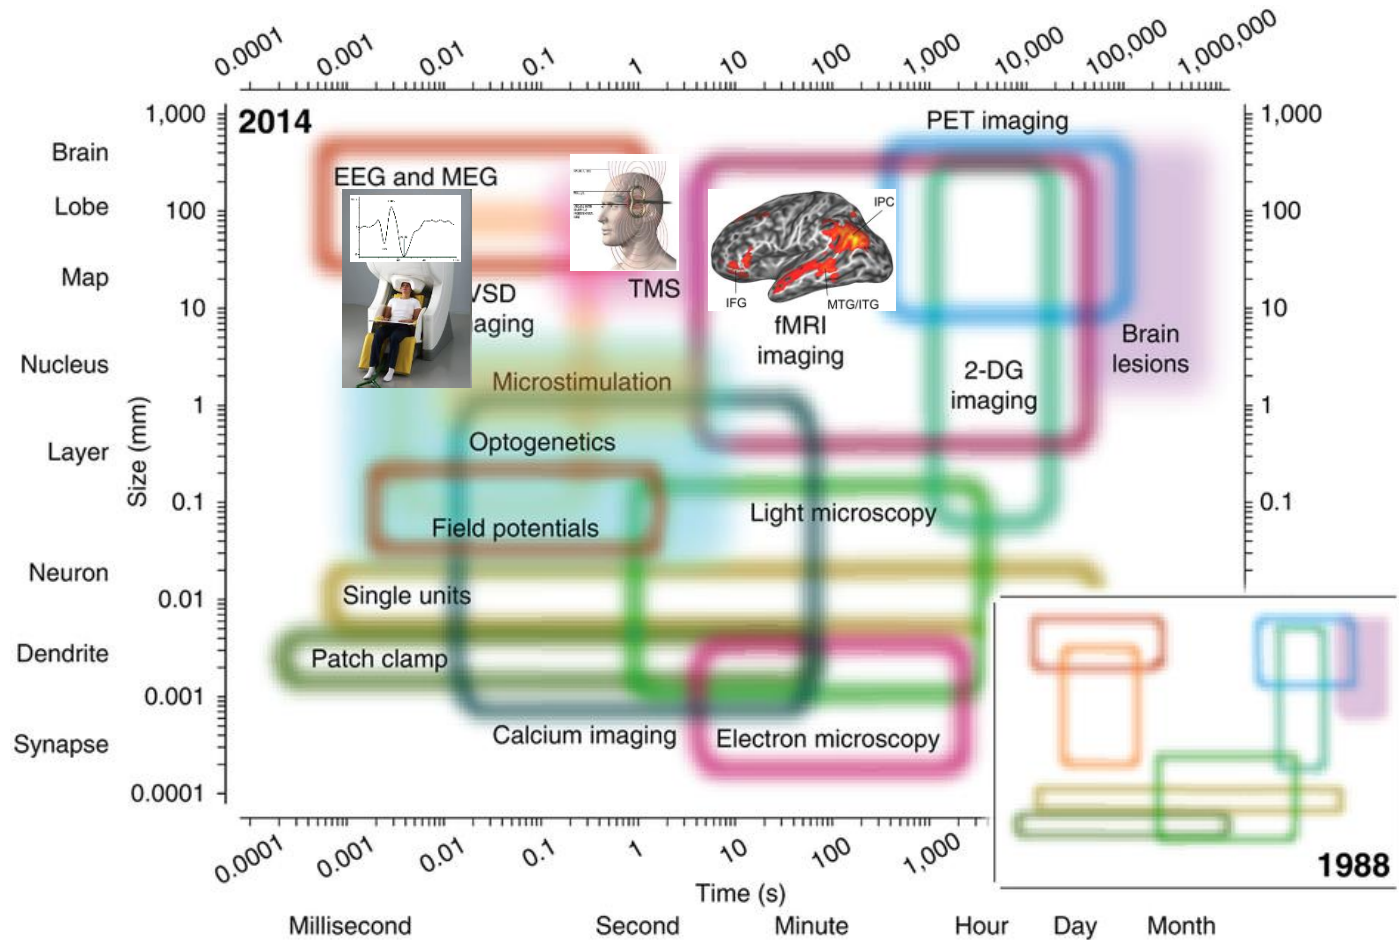 0.0001 0.001 0.01 0.1 1 10 100 1,000 10,000 100,000 1,000,000
2014
1,000
100
10
1
0.1
0.01
0.001
0.0001
Size (mm)
Brain
Lobe
Map
Nucleus
Layer
Neuron
Dendrite
Synapse
1,000
100
10
1
0.1
PET imaging
EEG and MEG
VSD
aging
TMS
IPC
IFG
MTG/ITG
fMRI
imaging
2-DG
imaging
Brain
lesions
Microstimulation
Optogenetics
Field potentials
Light microscopy
Single units
Patch clamp
Calcium imaging
Electron microscopy
0.0001 0.001 0.01 0.1 1 10 100 1,000
Time (s)
Millisecond Second Minute Hour Day Month
1988